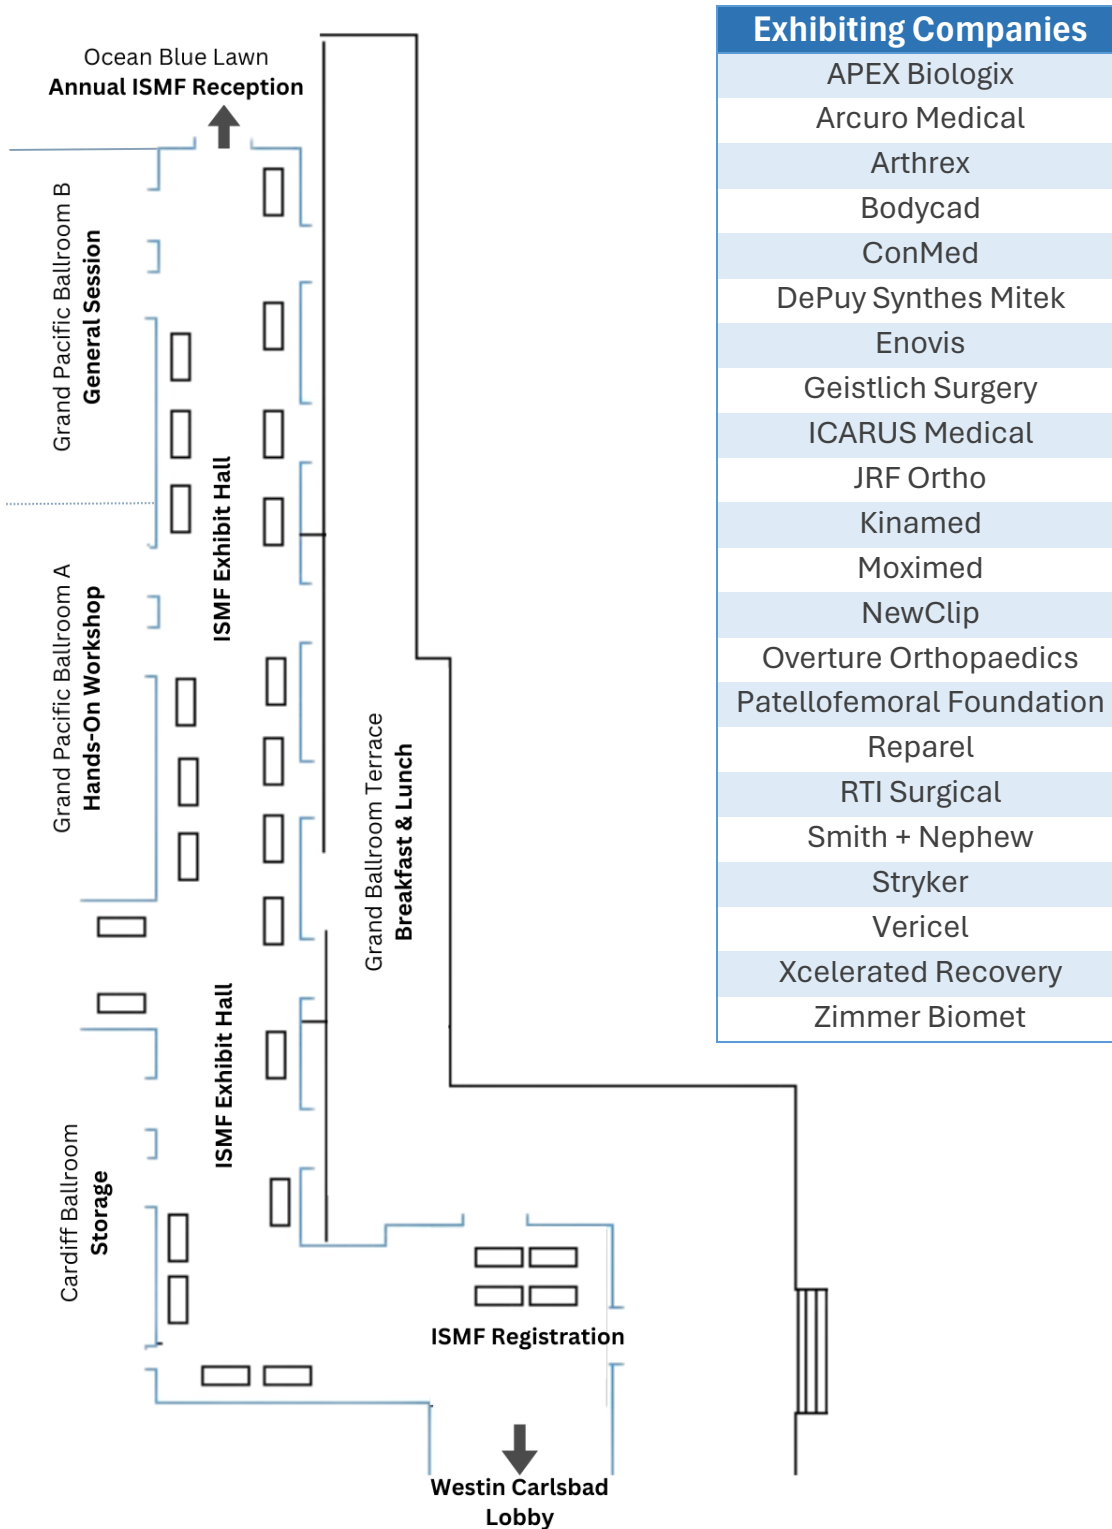 Ocean Blue Lawn
Annual ISMF Reception
Grand Pacific Ballroom B
General Session
ISMF Exhibit Hall
Grand Pacific Ballroom A
Hands-On Workshop
Grand Ballroom Terrace
Breakfast & Lunch
ISMF Exhibit Hall
Cardiff Ballroom
Storage
ISMF Registration
Westin Carlsbad
Lobby
Exhibiting Companies
APEX Biologix
Arcuro Medical
Arthrex
Bodycad
ConMed
DePuy Synthes Mitek
Enovis
Geistlich Surgery
ICARUS Medical
JRF Ortho
Kinamed
Moximed
NewClip
Overture Orthopaedics
Patellofemoral Foundation
Reparel
RTI Surgical
Smith + Nephew
Stryker
Vericel
Xcelerated Recovery
Zimmer Biomet